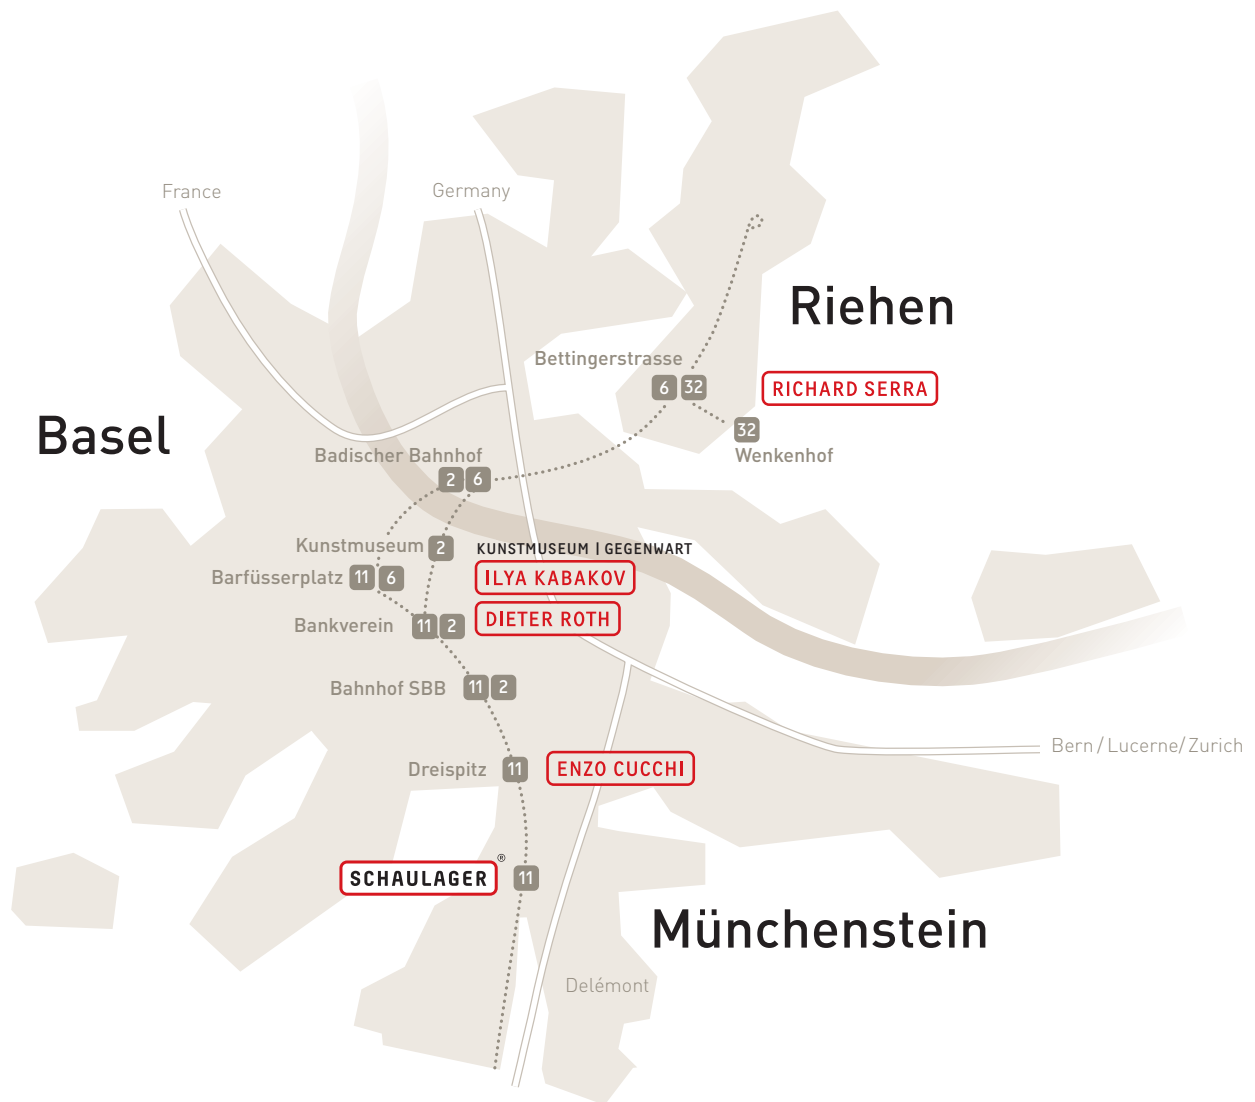 France
Germany
Riehen
Bettingerstrasse
6 32
RICHARD SERRA
Basel
32
Wenkenhof
Badischer Bahnhof
2 6
Kunstmuseum 2
KUNSTMUSEUM | GEGENWART
Barfüsserplatz 11 6
ILYA KABAKOV
Bankverein 11 2
DIETER ROTH
Bahnhof SBB 11 2
Bern / Lucerne/ Zurich
Dreispitz 11
ENZO CUCCHI
SCHAULAGER ® 11
Münchenstein
Delémont